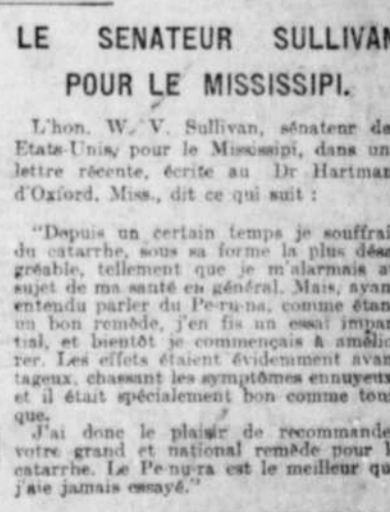 LE SENATEUR SULLIVAN
POUR LE MISSISSIPI.
L'hon. W. V. Sullivan, sénateur de
Etats-Unis, pour le Mississipi, dans un
lettre récente, écrite au Dr Hartman
d'Oxford, Miss., dit ce qui suit :
"Depuis un certain temps je souffrai
du catarrhe, sous sa forme la plus désa
gréable, tellement que je m'alarmais a
sujet de ma santé en général. Mais, ayan
entendu parler du Pe-ru-na, comme étan
un bon remède, j'en fis un essai impar
tial, et bientôt je commençais à amélio
rer. Les effets étaient évidemment avan
tageux, chassant les symptômes ennuyeux
et il était spécialement bon comme ton
que.
J'ai donc le plaisir de recommande
votre grand et national remède pour l
catarrhe. Le Pe-nu-ra est le meilleur qu
j'aie jamais essayé."